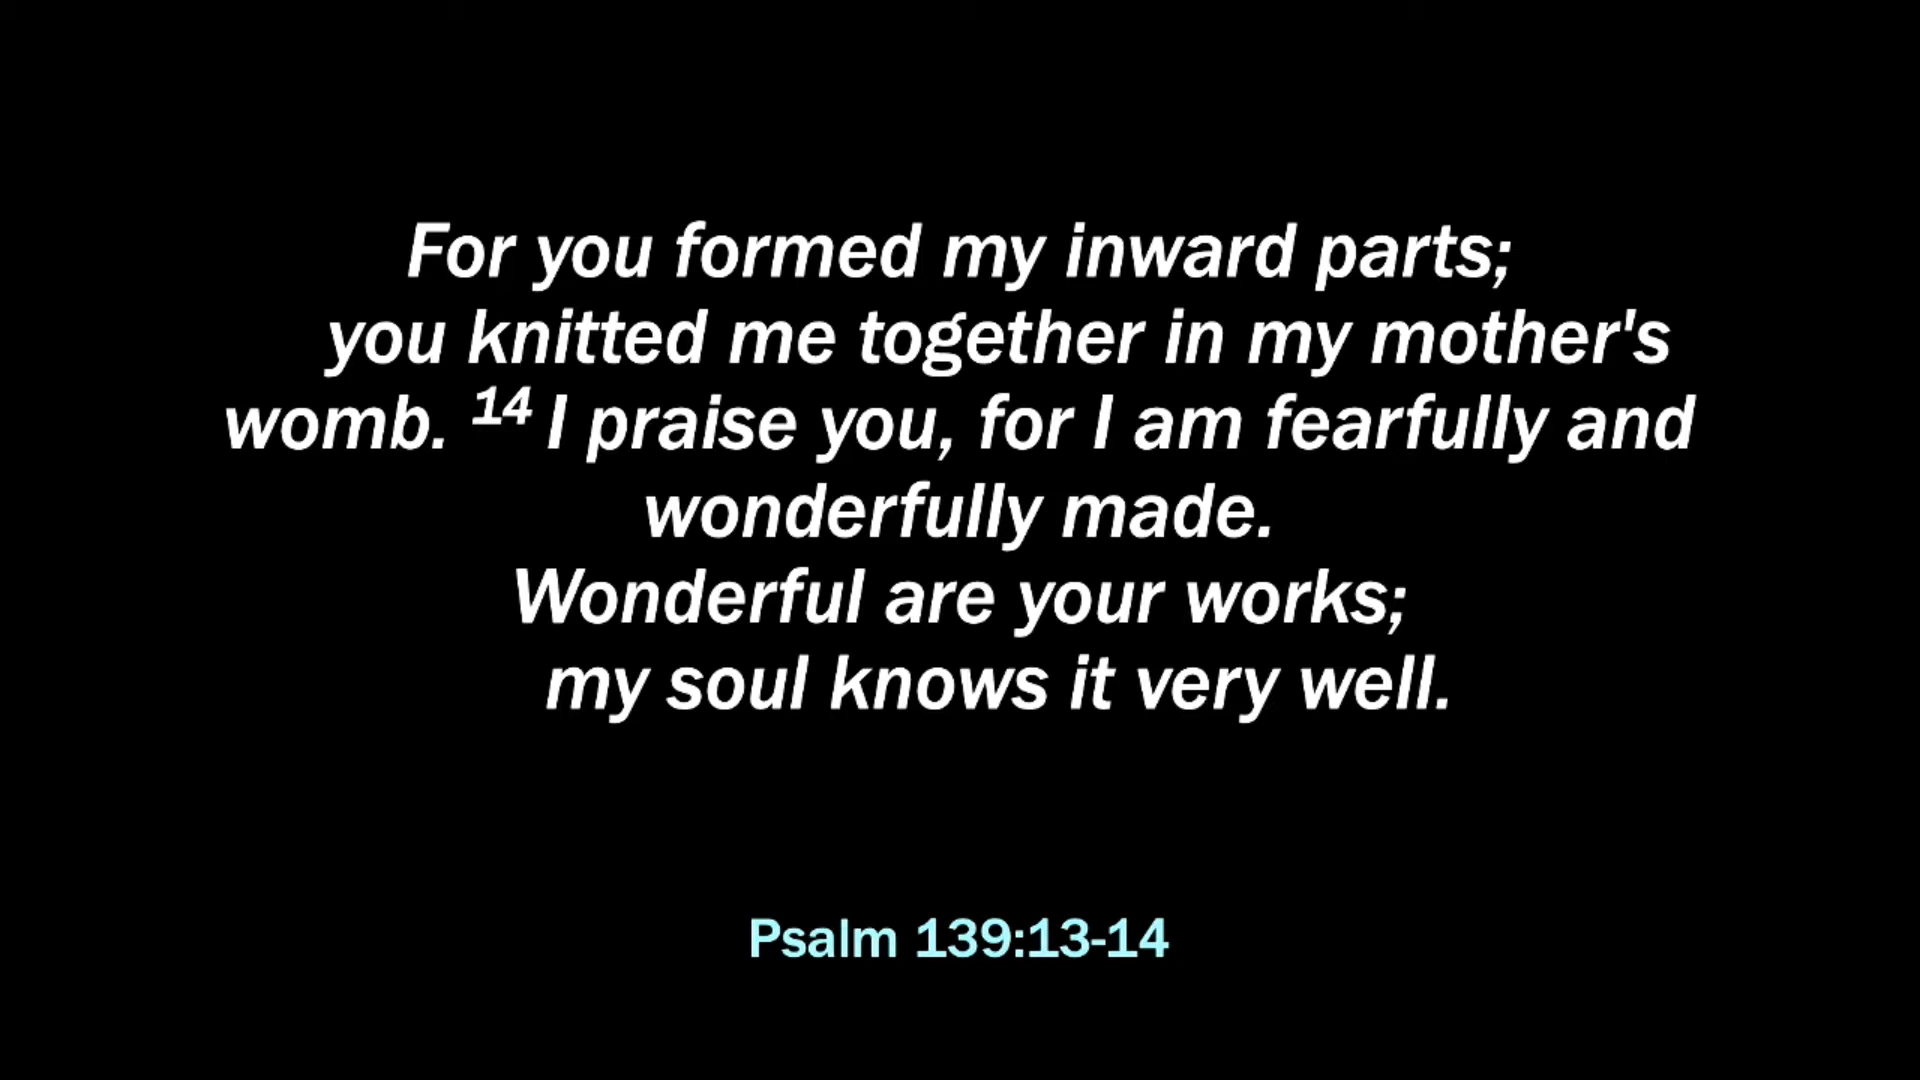 For you formed my inward parts;
you knitted me together in my mother's
womb. 14 I praise you, for I am fearfully and
wonderfully made.
Wonderful are your works;
my soul knows it very well.
Psalm 139:13-14